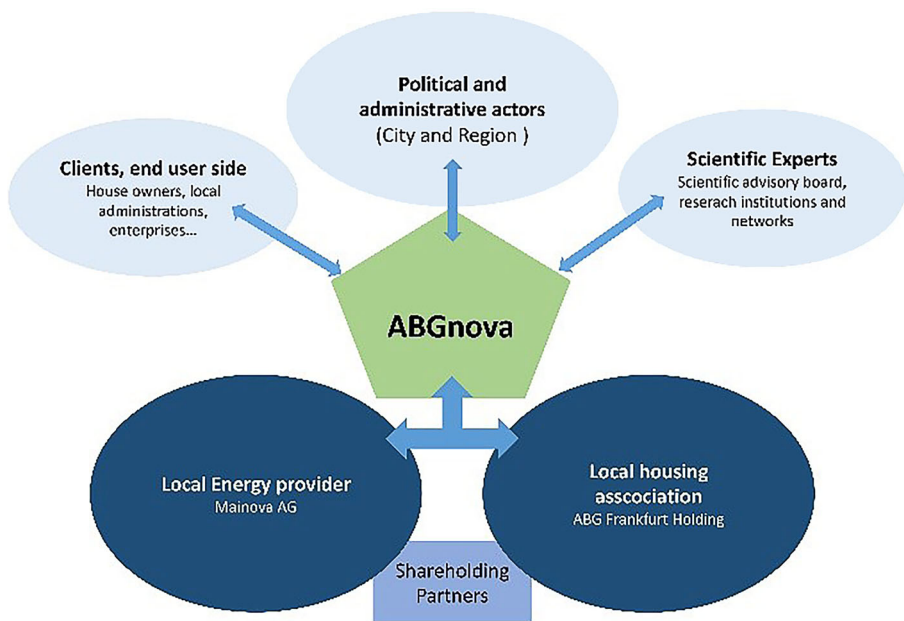 Political and
administrative actors
(City and Region )
Clients, end user side
House owners, local
administrations,
enterprises...
Scientific Experts
Scientific advisory board,
reserach institutions and
networks
ABGnova
Local Energy provider
Mainova AG
Local housing
asscociation
ABG Frankfurt Holding
Shareholding
Partners